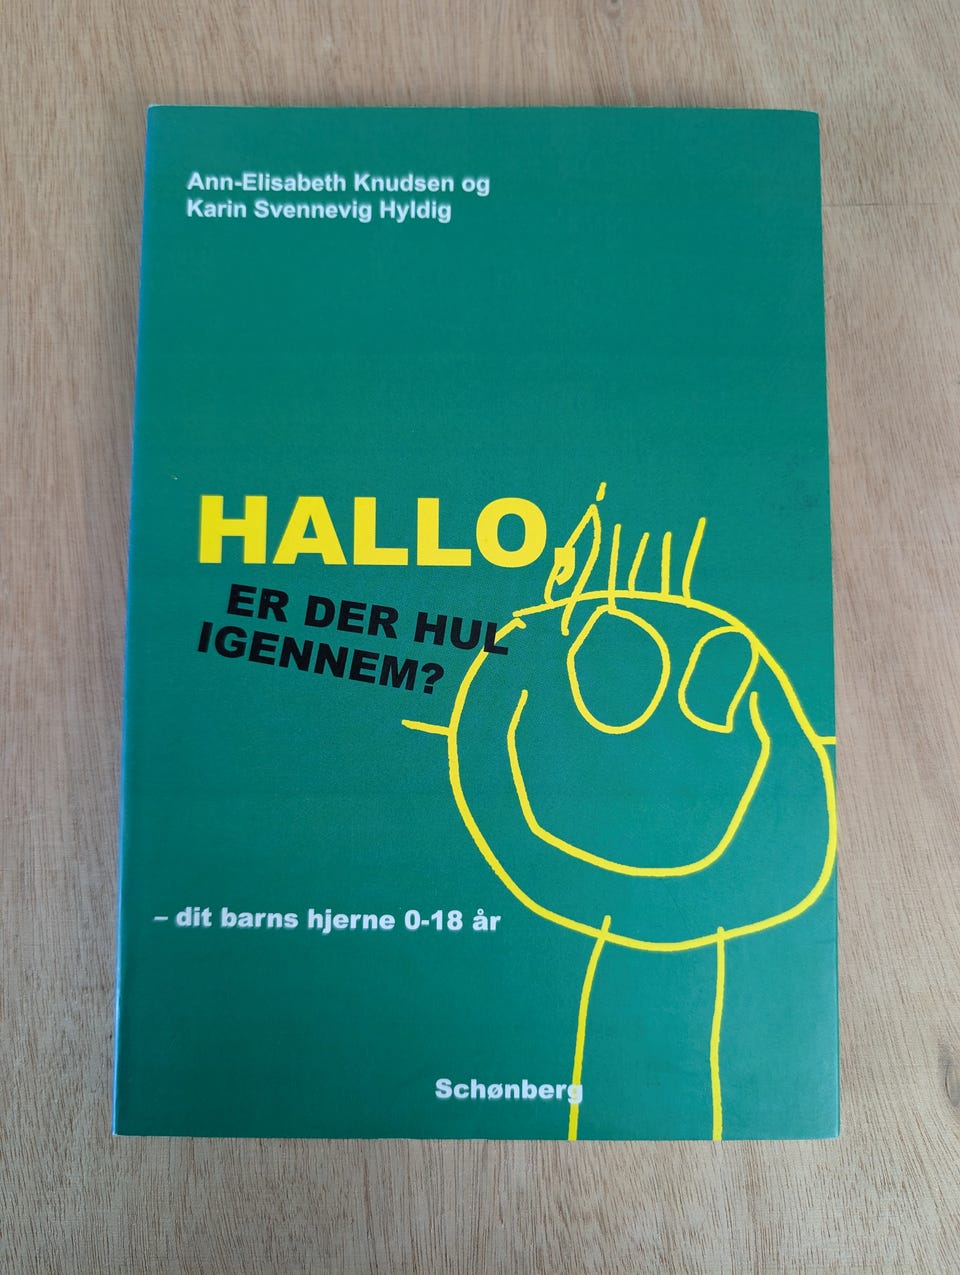 Ann-Elisabeth Knudsen og
Karin Svennevig Hyldig
HALLO,
ER DER HUL
IGENNEM?
– dit barns hjerne 0-18 år
Schønberg